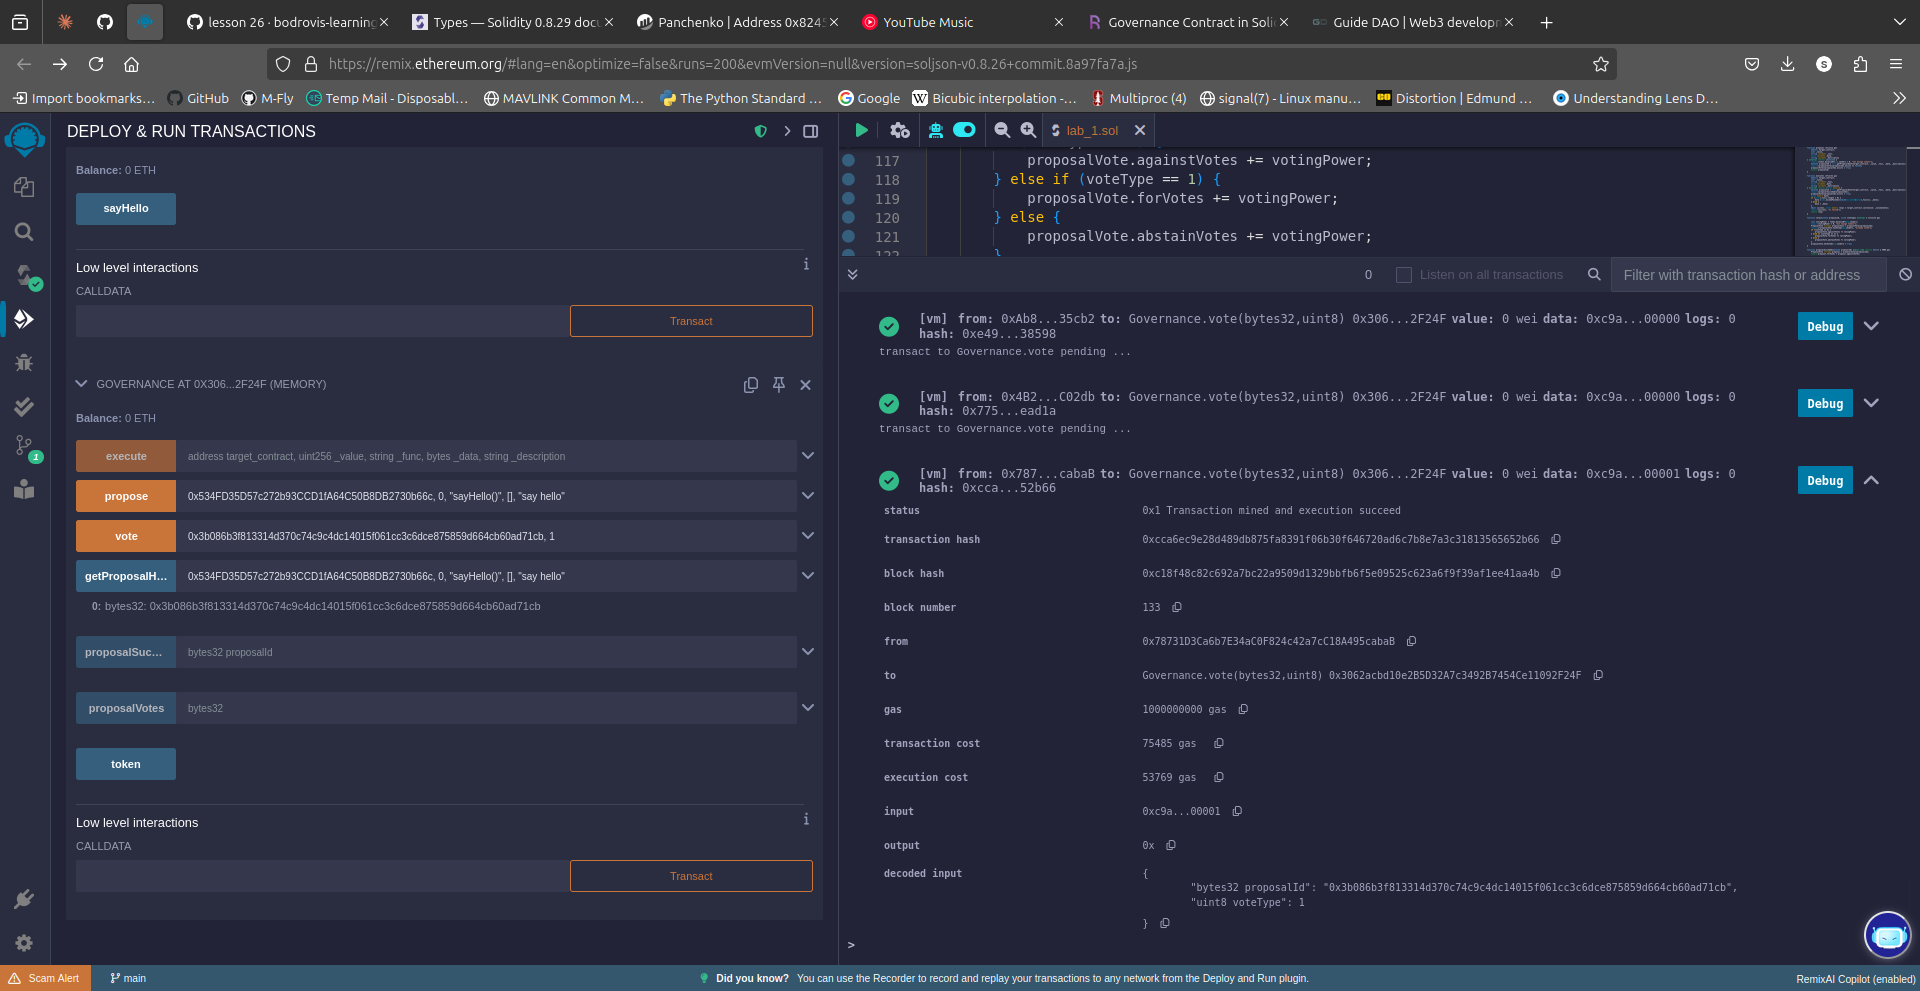 lesson 26 · bodrovis-learning
Types — Solidity 0.8.29 docu
Panchenko | Address 0x8245
YouTube Music
Governance Contract in Soli
Guide DAO | Web3 develop
https://remix.ethereum.org/#lang=en&optimize=false&runs=200&evmVersion=null&version=soljson-v0.8.26+commit.8a97fa7a.js
S
Import bookmarks...
GitHub
M-Fly
Temp Mail - Disposabl...
MAVLINK Common M...
The Python Standard ...
Google
Bicubic interpolation -...
Multiproc (4)
signal(7) - Linux manu...
Distortion | Edmund ...
Understanding Lens D...
DEPLOY & RUN TRANSACTIONS
lab_1.sol
Balance: 0 ETH
sayHello
Low level interactions
CALLDATA
Transact
GOVERNANCE AT 0X306...2F24F (MEMORY)
Balance: 0 ETH
execute address target_contract, uint256 _value, string _func, bytes _data, string _description
propose 0x534FD35D57c272b93CCD1fA64C50B8DB2730b66c, 0, "sayHello()", [], "say hello"
vote 0x3b086b3f813314d370c74c9c4dc14015f061cc3c6dce875859d664cb60ad71cb, 1
getProposalH... 0x534FD35D57c272b93CCD1fA64C50B8DB2730b66c, 0, "sayHello()", [], "say hello"
0: bytes32: 0x3b086b3f813314d370c74c9c4dc14015f061cc3c6dce875859d664cb60ad71cb
proposalSuc... bytes32 proposalId
proposalVotes bytes32
token
Low level interactions
CALLDATA
Transact
1
117 proposalVote.againstVotes += votingPower;
118 } else if (voteType == 1) {
119 proposalVote.forVotes += votingPower;
120 } else {
121 proposalVote.abstainVotes += votingPower;
122 }
0 Listen on all transactions Filter with transaction hash or address
[vm] from: 0xAb8...35cb2 to: Governance.vote(bytes32,uint8) 0x306...2F24F value: 0 wei data: 0xc9a...00000 logs: 0
hash: 0xe49...38598
Debug
transact to Governance.vote pending ...
[vm] from: 0x4B2...C02db to: Governance.vote(bytes32,uint8) 0x306...2F24F value: 0 wei data: 0xc9a...00000 logs: 0
hash: 0x775...ead1a
Debug
transact to Governance.vote pending ...
[vm] from: 0x787...cabaB to: Governance.vote(bytes32,uint8) 0x306...2F24F value: 0 wei data: 0xc9a...00001 logs: 0
hash: 0xcca...52b66
Debug
status 0x1 Transaction mined and execution succeed
transaction hash 0xcca6ec9e28d489db875fa8391f06b30f646720ad6c7b8e7a3c31813565652b66
block hash 0xc18f48c82c692a7bc22a9509d1329bbfb6f5e09525c623a6f9f39af1ee41aa4b
block number 133
from 0x78731D3Ca6b7E34aC0F824c42a7cC18A495cabaB
to Governance.vote(bytes32,uint8) 0x3062acbd10e2B5D32A7c3492B7454Ce11092F24F
gas 1000000000 gas
transaction cost 75485 gas
execution cost 53769 gas
input 0xc9a...00001
output 0x
decoded input {
"bytes32 proposalId": "0x3b086b3f813314d370c74c9c4dc14015f061cc3c6dce875859d664cb60ad71cb",
"uint8 voteType": 1
}
>
Scam Alert
main
Did you know? You can use the Recorder to record and replay your transactions to any network from the Deploy and Run plugin.
RemixAI Copilot (enabled)